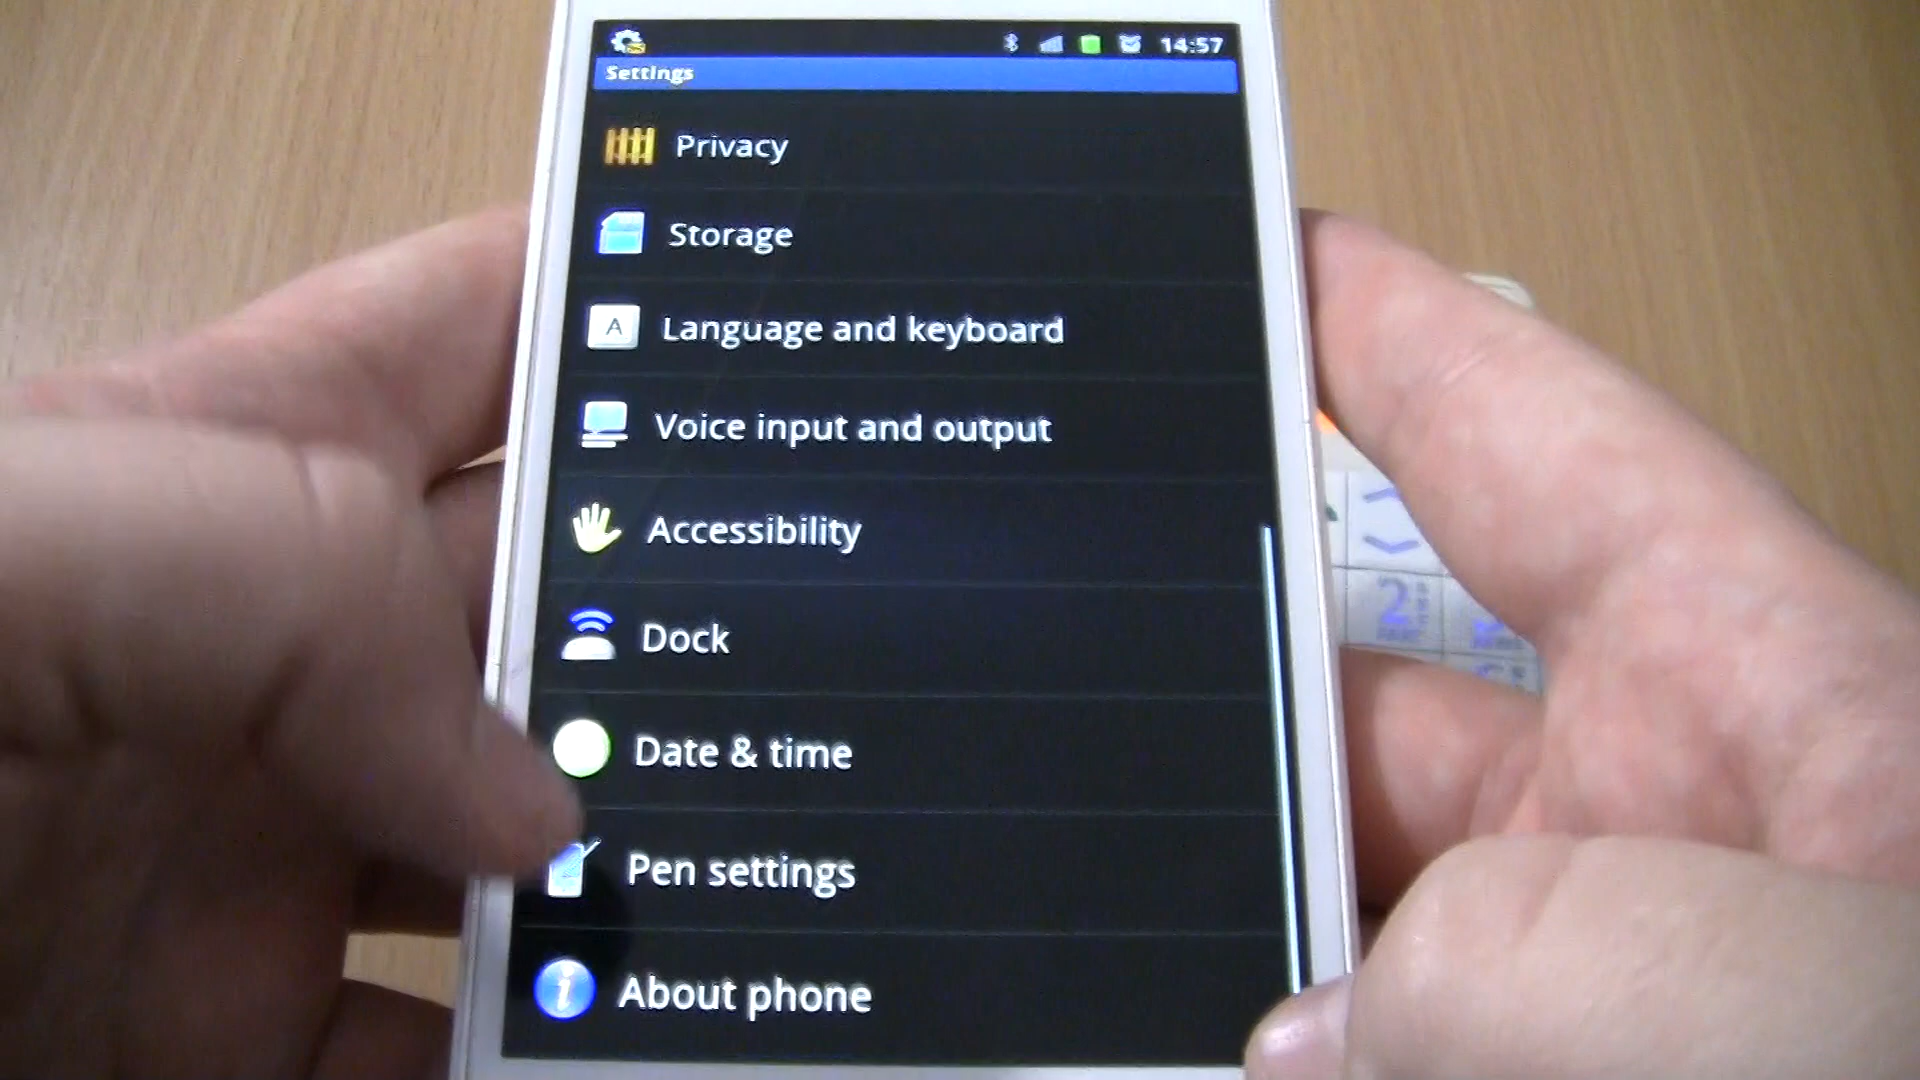 14:57
Settings
Privacy
Storage
A
Language and keyboard
Voice input and output
Accessibility
Dock
Date & time
Pen settings
i
About phone
2